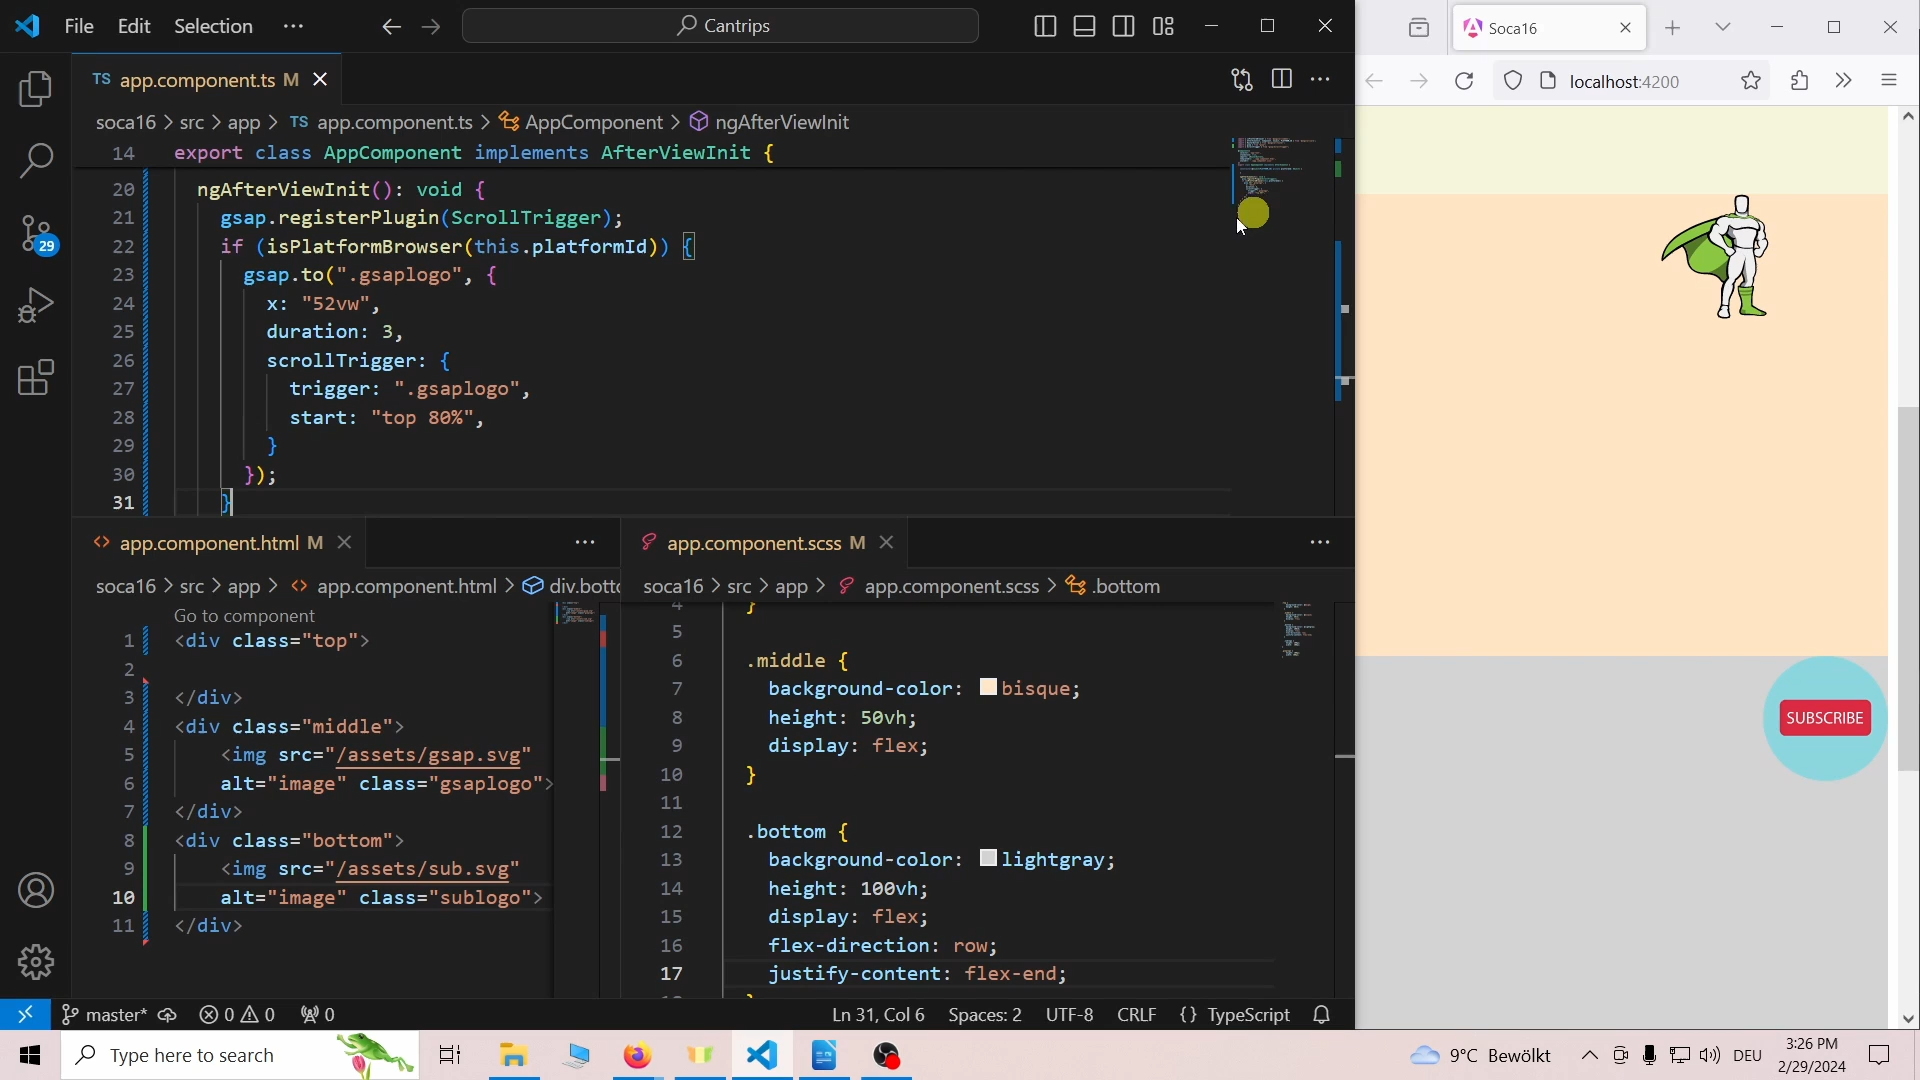 File Edit Selection ···
Cantrips
Soca16
localhost:4200
TS app.component.ts M
soca16 > src > app > TS app.component.ts > AppComponent > ngAfterViewInit
14 export class AppComponent implements AfterViewInit {
20 ngAfterViewInit(): void {
21 gsap.registerPlugin(ScrollTrigger);
22 if (isPlatformBrowser(this.platformId)) {
23 gsap.to(".gsaplogo", {
24 x: "52vw",
25 duration: 3,
26 scrollTrigger: {
27 trigger: ".gsaplogo",
28 start: "top 80%",
29 }
30 });
31 }
29
<> app.component.html M
soca16 > src > app > <> app.component.html > div.botto
Go to component
1 <div class="top">
2
3 </div>
4 <div class="middle">
5 <img src="/assets/gsap.svg"
6 alt="image" class="gsaplogo">
7 </div>
8 <div class="bottom">
9 <img src="/assets/sub.svg"
10 alt="image" class="sublogo">
11 </div>
app.component.scss M
soca16 > src > app > app.component.scss > .bottom
4 }
5
6 .middle {
7 background-color: bisque;
8 height: 50vh;
9 display: flex;
10 }
11
12 .bottom {
13 background-color: lightgray;
14 height: 100vh;
15 display: flex;
16 flex-direction: row;
17 justify-content: flex-end;
SUBSCRIBE
master* 0 0 0
Ln 31, Col 6 Spaces: 2 UTF-8 CRLF {} TypeScript
Type here to search
9°C Bewölkt
DEU
3:26 PM
2/29/2024